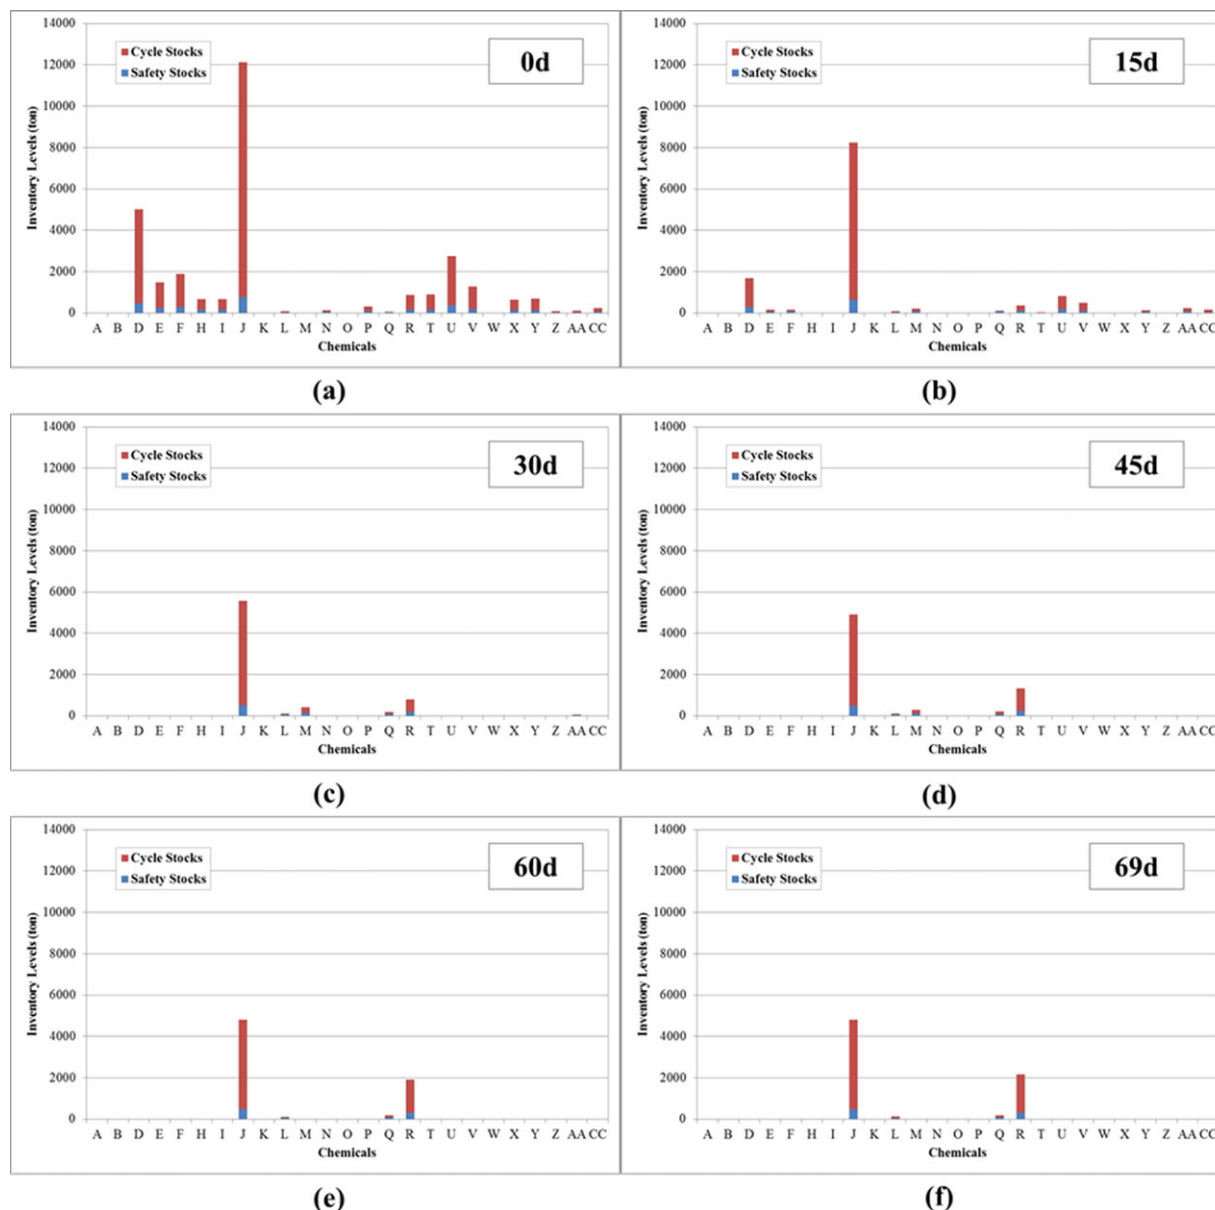 14000
12000
10000
8000
6000
4000
2000
0
Inventory Levels (ton)
Cycle Stocks
Safety Stocks
0d
A B D E F H I J K L M N O P Q R T U V W X Y Z AA CC
Chemicals
(a)
14000
12000
10000
8000
6000
4000
2000
0
Inventory Levels (ton)
Cycle Stocks
Safety Stocks
15d
A B D E F H I J K L M N O P Q R T U V W X Y Z AA CC
Chemicals
(b)
14000
12000
10000
8000
6000
4000
2000
0
Inventory Levels (ton)
Cycle Stocks
Safety Stocks
30d
A B D E F H I J K L M N O P Q R T U V W X Y Z AA CC
Chemicals
(c)
14000
12000
10000
8000
6000
4000
2000
0
Inventory Levels (ton)
Cycle Stocks
Safety Stocks
45d
A B D E F H I J K L M N O P Q R T U V W X Y Z AA CC
Chemicals
(d)
14000
12000
10000
8000
6000
4000
2000
0
Inventory Levels (ton)
Cycle Stocks
Safety Stocks
60d
A B D E F H I J K L M N O P Q R T U V W X Y Z AA CC
Chemicals
(e)
14000
12000
10000
8000
6000
4000
2000
0
Inventory Levels (ton)
Cycle Stocks
Safety Stocks
69d
A B D E F H I J K L M N O P Q R T U V W X Y Z AA CC
Chemicals
(f)